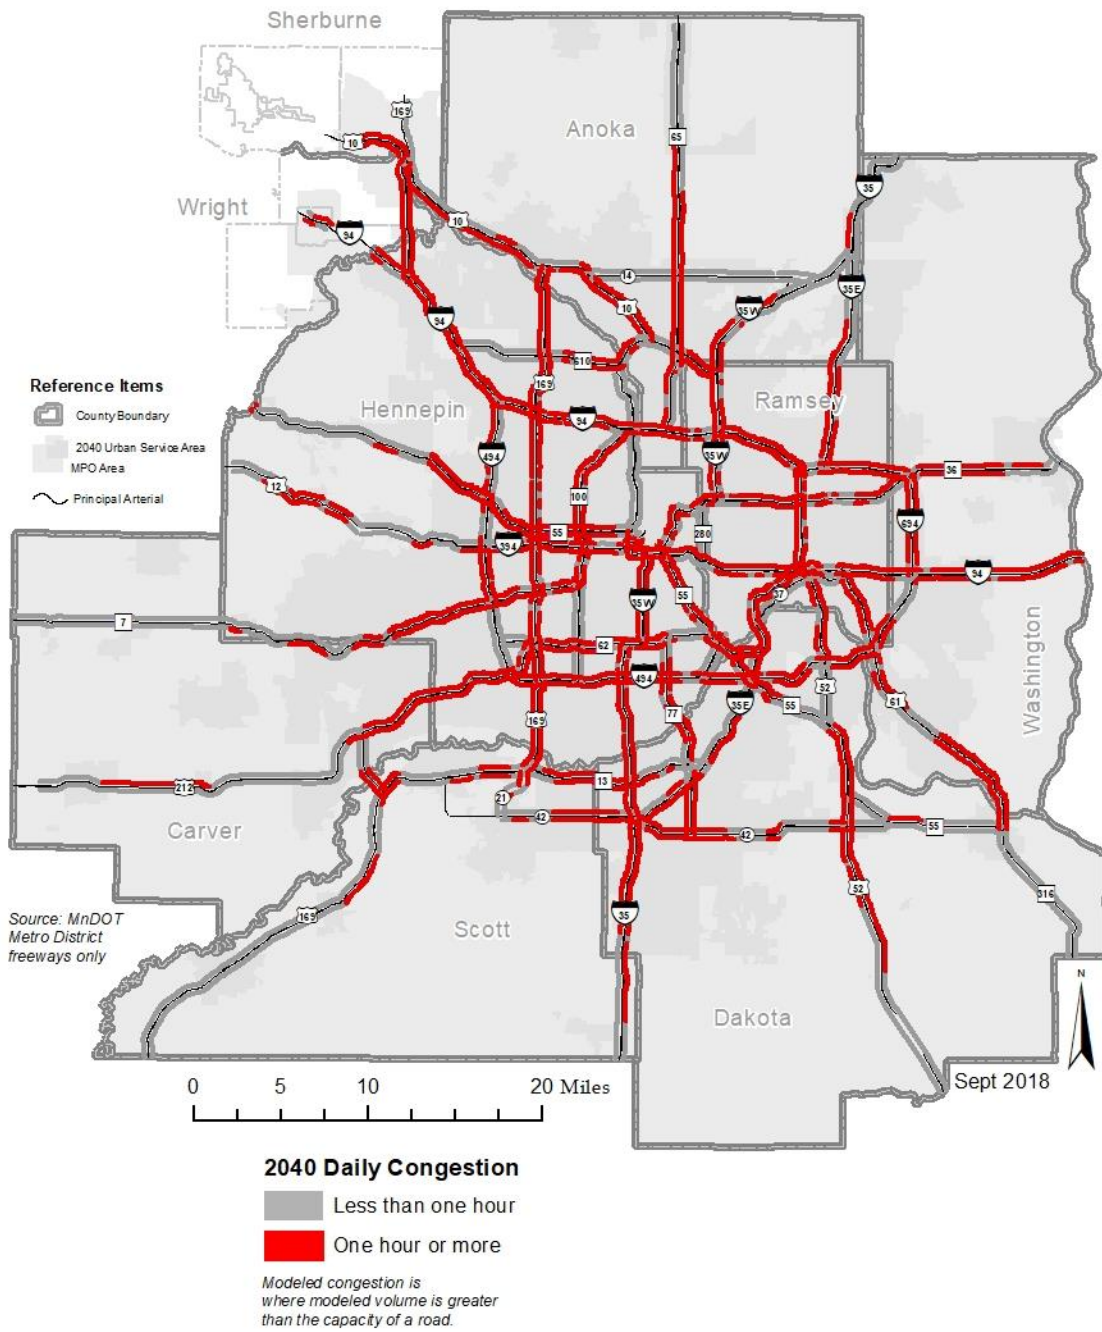 Sherburne
169
10
Anoka
65
35
Wright
94
10
14
35E
35W
10
94
610
169
Reference Items
County Boundary
2040 Urban Service Area
MPO Area
Principal Arterial
Hennepin
Ramsey
94
494
35W
36
12
100
694
55
280
394
94
37
55
35W
7
62
Washington
494
52
35E
61
77
55
169
13
212
21
42
42
55
Carver
52
316
169
35
Source: MnDOT
Metro District
freeways only
Scott
N
Dakota
0 5 10 20 Miles
Sept 2018
2040 Daily Congestion
Less than one hour
One hour or more
Modeled congestion is
where modeled volume is greater
than the capacity of a road.